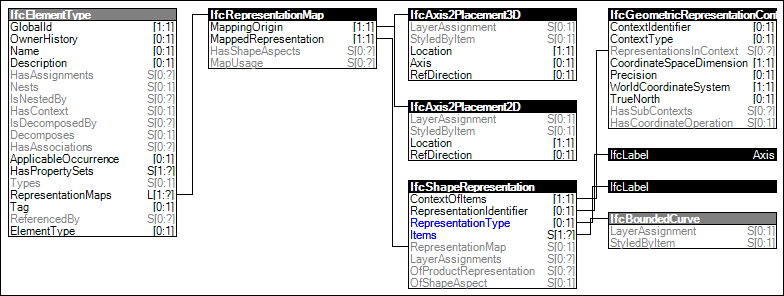 IfcElementType
GlobalId [1:1]
OwnerHistory [0:1]
Name [0:1]
Description [0:1]
HasAssignments S[0:?]
Nests S[0:1]
IsNestedBy S[0:?]
HasContext S[0:1]
IsDecomposedBy S[0:?]
Decomposes S[0:1]
HasAssociations S[0:?]
ApplicableOccurrence [0:1]
HasPropertySets S[1:?]
Types S[0:1]
RepresentationMaps L[1:?]
Tag [0:1]
ReferencedBy S[0:?]
ElementType [0:1]
IfcRepresentationMap
MappingOrigin [1:1]
MappedRepresentation [1:1]
HasShapeAspects S[0:?]
MapUsage S[0:?]
IfcAxis2Placement3D
LayerAssignment S[0:?]
StyledByItem S[0:1]
Location [1:1]
Axis [0:1]
RefDirection [0:1]
IfcAxis2Placement2D
LayerAssignment S[0:?]
StyledByItem S[0:1]
Location [1:1]
RefDirection [0:1]
IfcShapeRepresentation
ContextOfItems [1:1]
RepresentationIdentifier [0:1]
RepresentationType [0:1]
Items S[1:?]
RepresentationMap S[0:1]
LayerAssignments S[0:?]
OfProductRepresentation S[0:1]
OfShapeAspect S[0:1]
IfcGeometricRepresentationCon
ContextIdentifier [0:1]
ContextType [0:1]
RepresentationsInContext S[0:?]
CoordinateSpaceDimension [1:1]
Precision [0:1]
WorldCoordinateSystem [1:1]
TrueNorth [0:1]
HasSubContexts S[0:?]
HasCoordinateOperation S[0:1]
IfcLabel Axis
IfcLabel
IfcBoundedCurve
LayerAssignment S[0:1]
StyledByItem S[0:1]